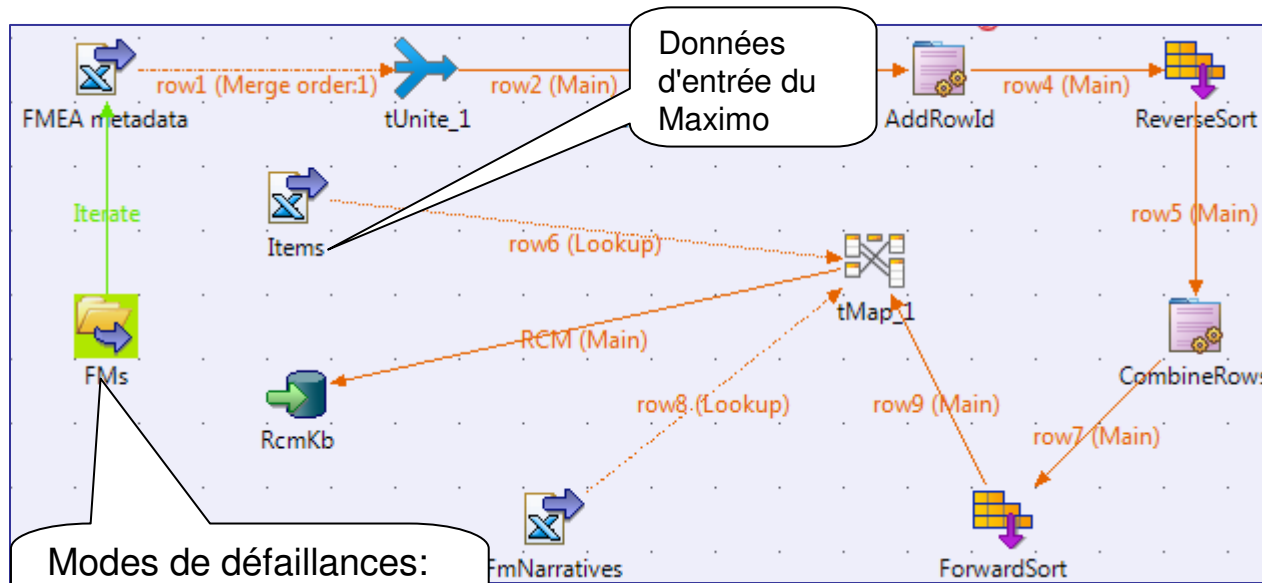 Données
d'entrée du
Maximo
row1 (Merge order:1)
row2 (Main)
row4 (Main)
FMEA metadata
tUnite_1
AddRowId
ReverseSort
Iterate
row5 (Main)
Items
row6 (Lookup)
tMap_1
RCM (Main)
FMs
CombineRows
RcmKb
row8 (Lookup)
row9 (Main)
row7 (Main)
Modes de défaillances:
FmNarratives
ForwardSort